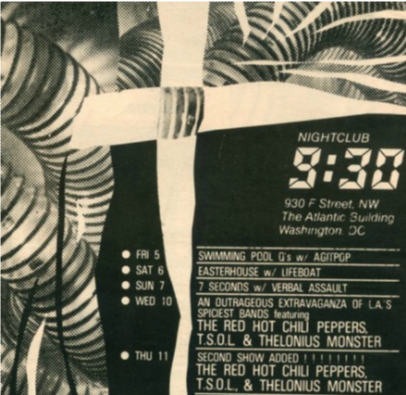 NIGHTCLUB
9:30
930 F Street, NW
The Atlantic Building
Washington, DC
FRI 5 SWIMMING POOL Q's w/ AGITPOP
SAT 6 EASTERHOUSE w/ LIFEBOAT
SUN 7 7 SECONDS w/ VERBAL ASSAULT
WED 10 AN OUTRAGEOUS EXTRAVAGANZA OF L.A.'S
SPICIEST BANDS featuring
THE RED HOT CHILI PEPPERS,
T.S.O.L. & THELONIUS MONSTER
THU 11 SECOND SHOW ADDED !!!!!!!!
THE RED HOT CHILI PEPPERS,
T.S.O.L., & THELONIUS MONSTER